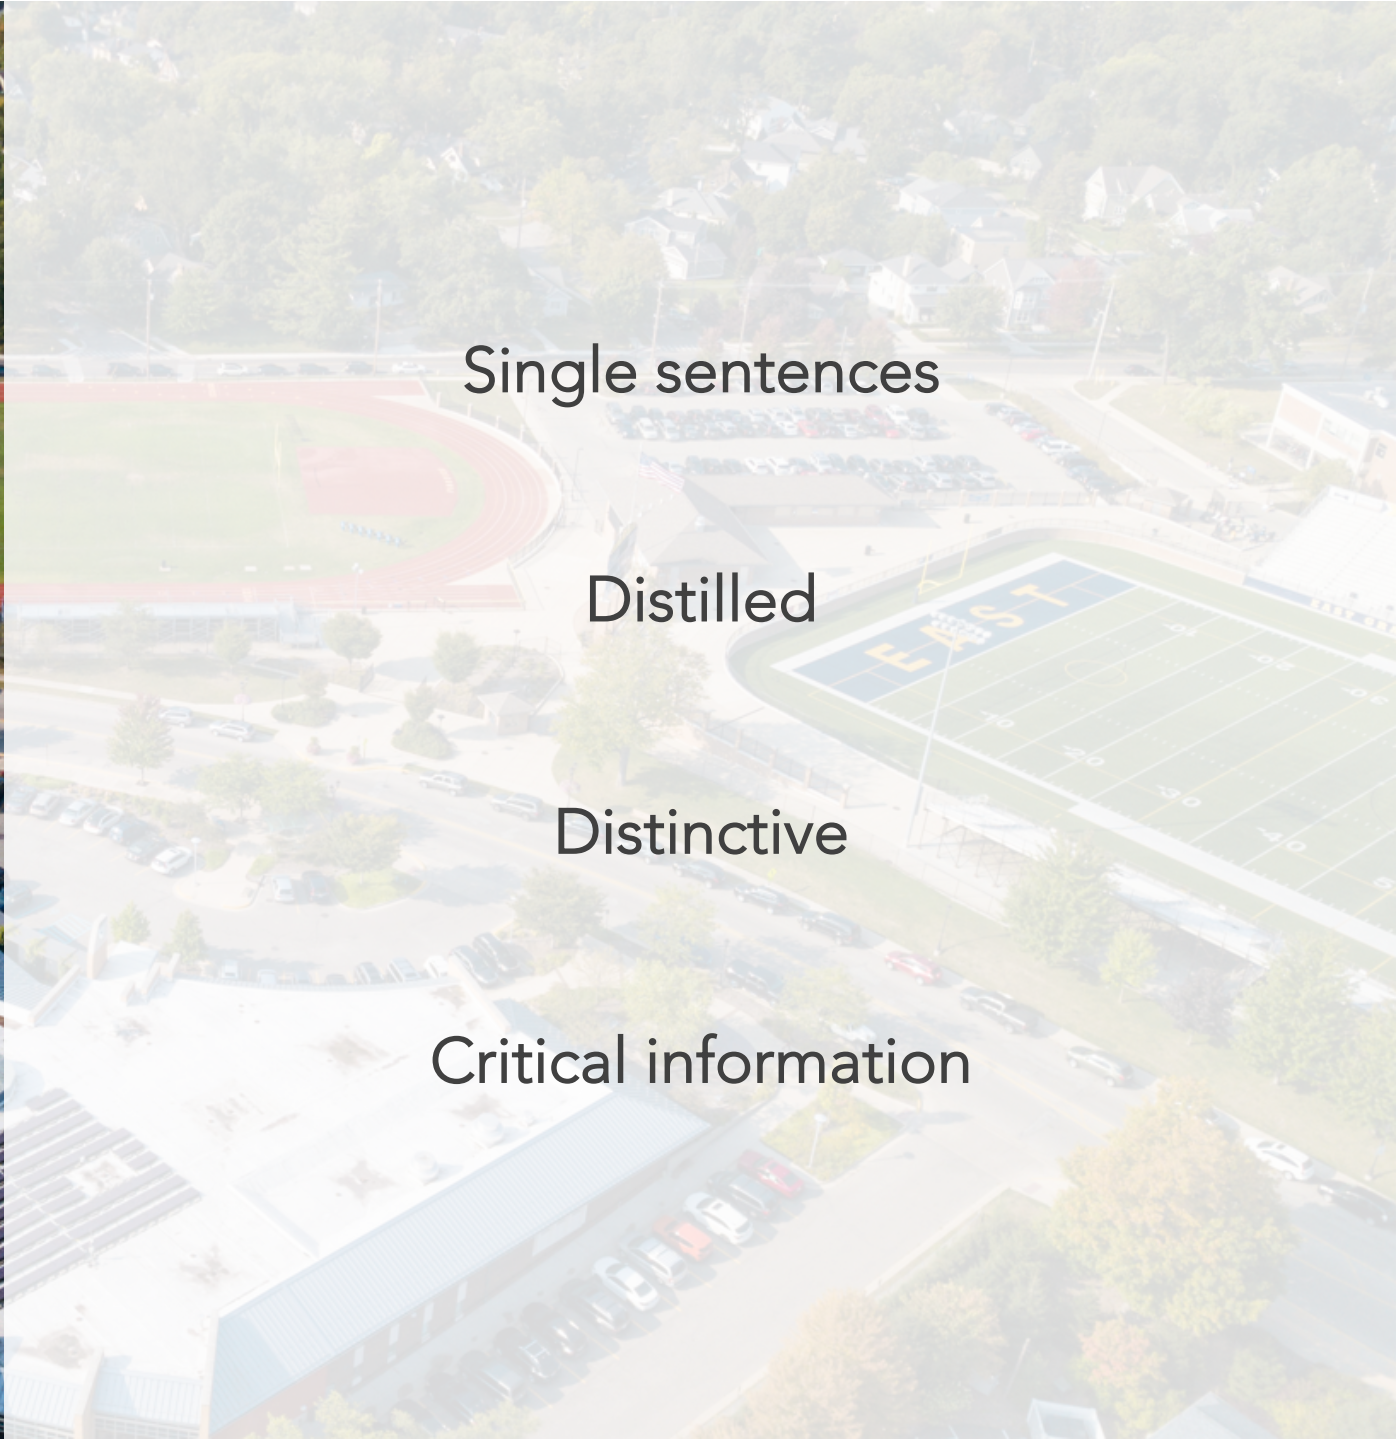 Single sentences
Distilled
EAST
Distinctive
Critical information